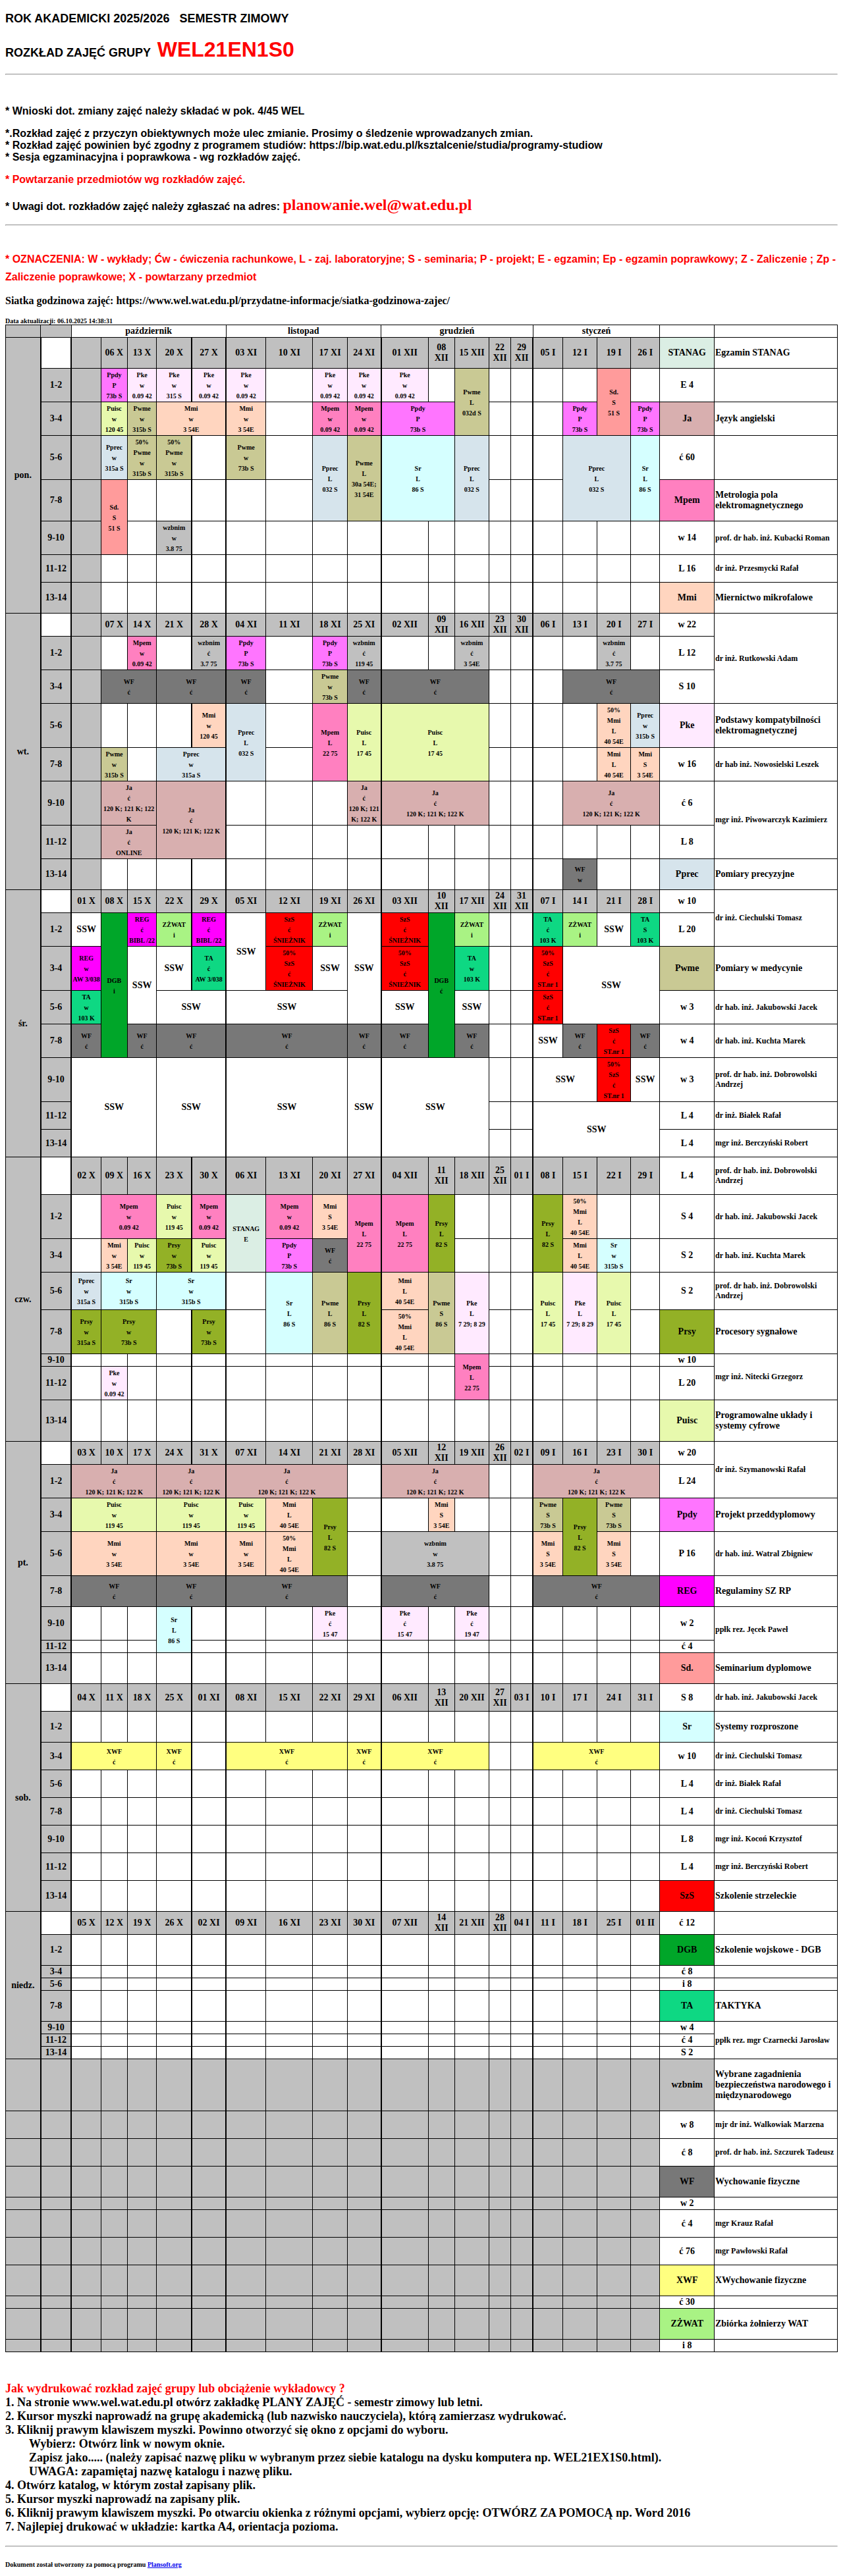 ROK AKADEMICKI 2025/2026 SEMESTR ZIMOWY
ROZKŁAD ZAJĘĆ GRUPY WEL21EN1S0
* Wnioski dot. zmiany zajęć należy składać w pok. 4/45 WEL
*.Rozkład zajęć z przyczyn obiektywnych może ulec zmianie. Prosimy o śledzenie wprowadzanych zmian.
* Rozkład zajęć powinien być zgodny z programem studiów: https://bip.wat.edu.pl/ksztalcenie/studia/programy-studiow
* Sesja egzaminacyjna i poprawkowa - wg rozkładów zajęć.
* Powtarzanie przedmiotów wg rozkładów zajęć.
* Uwagi dot. rozkładów zajęć należy zgłaszać na adres: planowanie.wel@wat.edu.pl
* OZNACZENIA: W - wykłady; Ćw - ćwiczenia rachunkowe, L - zaj. laboratoryjne; S - seminaria; P - projekt; E - egzamin; Ep - egzamin poprawkowy; Z - Zaliczenie ; Zp -
Zaliczenie poprawkowe; X - powtarzany przedmiot
Siatka godzinowa zajęć: https://www.wel.wat.edu.pl/przydatne-informacje/siatka-godzinowa-zajec/
Data aktualizacji: 06.10.2025 14:38:31
październik listopad grudzień styczeń
pon. 06 X 13 X 20 X 27 X 03 XI 10 XI 17 XI 24 XI 01 XII 08 XII 15 XII 22 XII 29 XII 05 I 12 I 19 I 26 I STANAG Egzamin STANAG
1-2 Ppdy P 73b S Pke w 0.09 42 Pke w 315 S Pke w 0.09 42 Pke w 0.09 42 Pke w 0.09 42 Pke w 0.09 42 Pke w 0.09 42 Pwme L 032d S Sd. S 51 S E 4
3-4 Puisc w 120 45 Pwme w 315b S Mmi w 3 54E Mmi w 3 54E Mpem w 0.09 42 Mpem w 0.09 42 Ppdy P 73b S Ppdy P 73b S Ppdy P 73b S Ja Język angielski
5-6 Pprec w 315a S 50% Pwme w 315b S 50% Pwme w 315b S Pwme w 73b S Pprec L 032 S Pwme L 30a 54E; 31 54E Sr L 86 S Pprec L 032 S Pprec L 032 S Sr L 86 S ć 60
7-8 Sd. S 51 S Mpem Metrologia pola elektromagnetycznego
9-10 wzbnim w 3.8 75 w 14 prof. dr hab. inż. Kubacki Roman
11-12 L 16 dr inż. Przesmycki Rafał
13-14 Mmi Miernictwo mikrofalowe
wt. 07 X 14 X 21 X 28 X 04 XI 11 XI 18 XI 25 XI 02 XII 09 XII 16 XII 23 XII 30 XII 06 I 13 I 20 I 27 I w 22
1-2 Mpem w 0.09 42 wzbnim ć 3.7 75 Ppdy P 73b S Ppdy P 73b S wzbnim ć 119 45 wzbnim ć 3 54E wzbnim ć 3.7 75 L 12 dr inż. Rutkowski Adam
3-4 WF ć WF ć WF ć Pwme w 73b S WF ć WF ć WF ć S 10
5-6 Mmi w 120 45 Pprec L 032 S Mpem L 22 75 Puisc L 17 45 Puisc L 17 45 50% Mmi L 40 54E Pprec w 315b S Pke Podstawy kompatybilności elektromagnetycznej
7-8 Pwme w 315b S Pprec w 315a S Mmi L 40 54E Mmi S 3 54E w 16 dr hab inż. Nowosielski Leszek
9-10 Ja ć 120 K; 121 K; 122 K Ja ć 120 K; 121 K; 122 K Ja ć 120 K; 121 K; 122 K Ja ć 120 K; 121 K; 122 K Ja ć 120 K; 121 K; 122 K ć 6 mgr inż. Piwowarczyk Kazimierz
11-12 Ja ć ONLINE L 8
13-14 WF w Pprec Pomiary precyzyjne
śr. 01 X 08 X 15 X 22 X 29 X 05 XI 12 XI 19 XI 26 XI 03 XII 10 XII 17 XII 24 XII 31 XII 07 I 14 I 21 I 28 I w 10 dr inż. Ciechulski Tomasz
1-2 SSW DGB i REG ć BIBL /22 ZŻWAT i REG ć BIBL /22 SSW SzS ć ŚNIEŻNIK ZŻWAT i SSW SzS ć ŚNIEŻNIK DGB ć ZŻWAT i TA ć 103 K ZŻWAT i SSW TA S 103 K L 20
3-4 REG w AW 3/038 SSW SSW TA ć AW 3/038 50% SzS ć ŚNIEŻNIK SSW 50% SzS ć ŚNIEŻNIK TA w 103 K 50% SzS ć ST.nr 1 SSW Pwme Pomiary w medycynie
5-6 TA w 103 K SSW SSW SSW SSW SzS ć ST.nr 1 w 3 dr hab. inż. Jakubowski Jacek
7-8 WF ć WF ć WF ć WF ć WF ć WF ć WF ć SSW WF ć SzS ć ST.nr 1 WF ć w 4 dr hab. inż. Kuchta Marek
9-10 SSW SSW SSW SSW SSW SSW 50% SzS ć ST.nr 1 SSW w 3 prof. dr hab. inż. Dobrowolski Andrzej
11-12 SSW L 4 dr inż. Białek Rafał
13-14 L 4 mgr inż. Berczyński Robert
czw. 02 X 09 X 16 X 23 X 30 X 06 XI 13 XI 20 XI 27 XI 04 XII 11 XII 18 XII 25 XII 01 I 08 I 15 I 22 I 29 I L 4 prof. dr hab. inż. Dobrowolski Andrzej
1-2 Mpem w 0.09 42 Puisc w 119 45 Mpem w 0.09 42 STANAG E Mpem w 0.09 42 Mmi S 3 54E Mpem L 22 75 Mpem L 22 75 Prsy L 82 S Prsy L 82 S 50% Mmi L 40 54E S 4 dr hab. inż. Jakubowski Jacek
3-4 Mmi w 3 54E Puisc w 119 45 Prsy w 73b S Puisc w 119 45 Ppdy P 73b S WF ć Mmi L 40 54E Sr w 315b S S 2 dr hab. inż. Kuchta Marek
5-6 Pprec w 315a S Sr w 315b S Sr w 315b S Sr L 86 S Pwme L 86 S Prsy L 82 S Mmi L 40 54E Pwme S 86 S Pke L 7 29; 8 29 Puisc L 17 45 Pke L 7 29; 8 29 Puisc L 17 45 S 2 prof. dr hab. inż. Dobrowolski Andrzej
7-8 Prsy w 315a S Prsy w 73b S Prsy w 73b S 50% Mmi L 40 54E Prsy Procesory sygnałowe
9-10 Mpem L 22 75 w 10 mgr inż. Nitecki Grzegorz
11-12 Pke w 0.09 42 L 20
13-14 Puisc Programowalne układy i systemy cyfrowe
pt. 03 X 10 X 17 X 24 X 31 X 07 XI 14 XI 21 XI 28 XI 05 XII 12 XII 19 XII 26 XII 02 I 09 I 16 I 23 I 30 I w 20 dr inż. Szymanowski Rafał
1-2 Ja ć 120 K; 121 K; 122 K Ja ć 120 K; 121 K; 122 K Ja ć 120 K; 121 K; 122 K Ja ć 120 K; 121 K; 122 K Ja ć 120 K; 121 K; 122 K L 24
3-4 Puisc w 119 45 Puisc w 119 45 Puisc w 119 45 Mmi L 40 54E Prsy L 82 S Mmi S 3 54E Pwme S 73b S Prsy L 82 S Pwme S 73b S Ppdy Projekt przeddyplomowy
5-6 Mmi w 3 54E Mmi w 3 54E Mmi w 3 54E 50% Mmi L 40 54E wzbnim w 3.8 75 Mmi S 3 54E Mmi S 3 54E P 16 dr hab. inż. Watral Zbigniew
7-8 WF ć WF ć WF ć WF ć WF ć REG Regulaminy SZ RP
9-10 Sr L 86 S Pke ć 15 47 Pke ć 15 47 Pke ć 19 47 w 2 ppłk rez. Jęcek Paweł
11-12 ć 4
13-14 Sd. Seminarium dyplomowe
sob. 04 X 11 X 18 X 25 X 01 XI 08 XI 15 XI 22 XI 29 XI 06 XII 13 XII 20 XII 27 XII 03 I 10 I 17 I 24 I 31 I S 8 dr hab. inż. Jakubowski Jacek
1-2 Sr Systemy rozproszone
3-4 XWF ć XWF ć XWF ć XWF ć XWF ć XWF ć w 10 dr inż. Ciechulski Tomasz
5-6 L 4 dr inż. Białek Rafał
7-8 L 4 dr inż. Ciechulski Tomasz
9-10 L 8 mgr inż. Kocoń Krzysztof
11-12 L 4 mgr inż. Berczyński Robert
13-14 SzS Szkolenie strzeleckie
niedz. 05 X 12 X 19 X 26 X 02 XI 09 XI 16 XI 23 XI 30 XI 07 XII 14 XII 21 XII 28 XII 04 I 11 I 18 I 25 I 01 II ć 12
1-2 DGB Szkolenie wojskowe - DGB
3-4 ć 8
5-6 i 8
7-8 TA TAKTYKA
9-10 w 4
11-12 ć 4 ppłk rez. mgr Czarnecki Jarosław
13-14 S 2
wzbnim Wybrane zagadnienia bezpieczeństwa narodowego i międzynarodowego
w 8 mjr dr inż. Walkowiak Marzena
ć 8 prof. dr hab. inż. Szczurek Tadeusz
WF Wychowanie fizyczne
w 2
ć 4 mgr Krauz Rafał
ć 76 mgr Pawłowski Rafał
XWF XWychowanie fizyczne
ć 30
ZŻWAT Zbiórka żołnierzy WAT
i 8
Jak wydrukować rozkład zajęć grupy lub obciążenie wykładowcy ?
1. Na stronie www.wel.wat.edu.pl otwórz zakładkę PLANY ZAJĘĆ - semestr zimowy lub letni.
2. Kursor myszki naprowadź na grupę akademicką (lub nazwisko nauczyciela), którą zamierzasz wydrukować.
3. Kliknij prawym klawiszem myszki. Powinno otworzyć się okno z opcjami do wyboru.
Wybierz: Otwórz link w nowym oknie.
Zapisz jako..... (należy zapisać nazwę pliku w wybranym przez siebie katalogu na dysku komputera np. WEL21EX1S0.html).
UWAGA: zapamiętaj nazwę katalogu i nazwę pliku.
4. Otwórz katalog, w którym został zapisany plik.
5. Kursor myszki naprowadź na zapisany plik.
6. Kliknij prawym klawiszem myszki. Po otwarciu okienka z różnymi opcjami, wybierz opcję: OTWÓRZ ZA POMOCĄ np. Word 2016
7. Najlepiej drukować w układzie: kartka A4, orientacja pozioma.
Dokument został utworzony za pomocą programu Plansoft.org